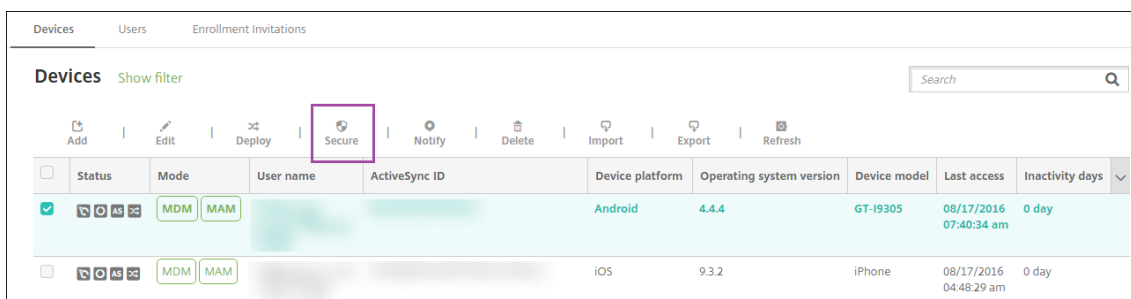 Devices Users Enrollment Invitations
Devices Show filter Search
Add | Edit | Deploy | Secure | Notify | Delete | Import | Export | Refresh
Status Mode User name ActiveSync ID Device platform Operating system version Device model Last access Inactivity days
AS MDM MAM Android 4.4.4 GT-I9305 08/17/2016 0 day
07:40:34 am
AS MDM MAM iOS 9.3.2 iPhone 08/17/2016 0 day
04:48:29 am